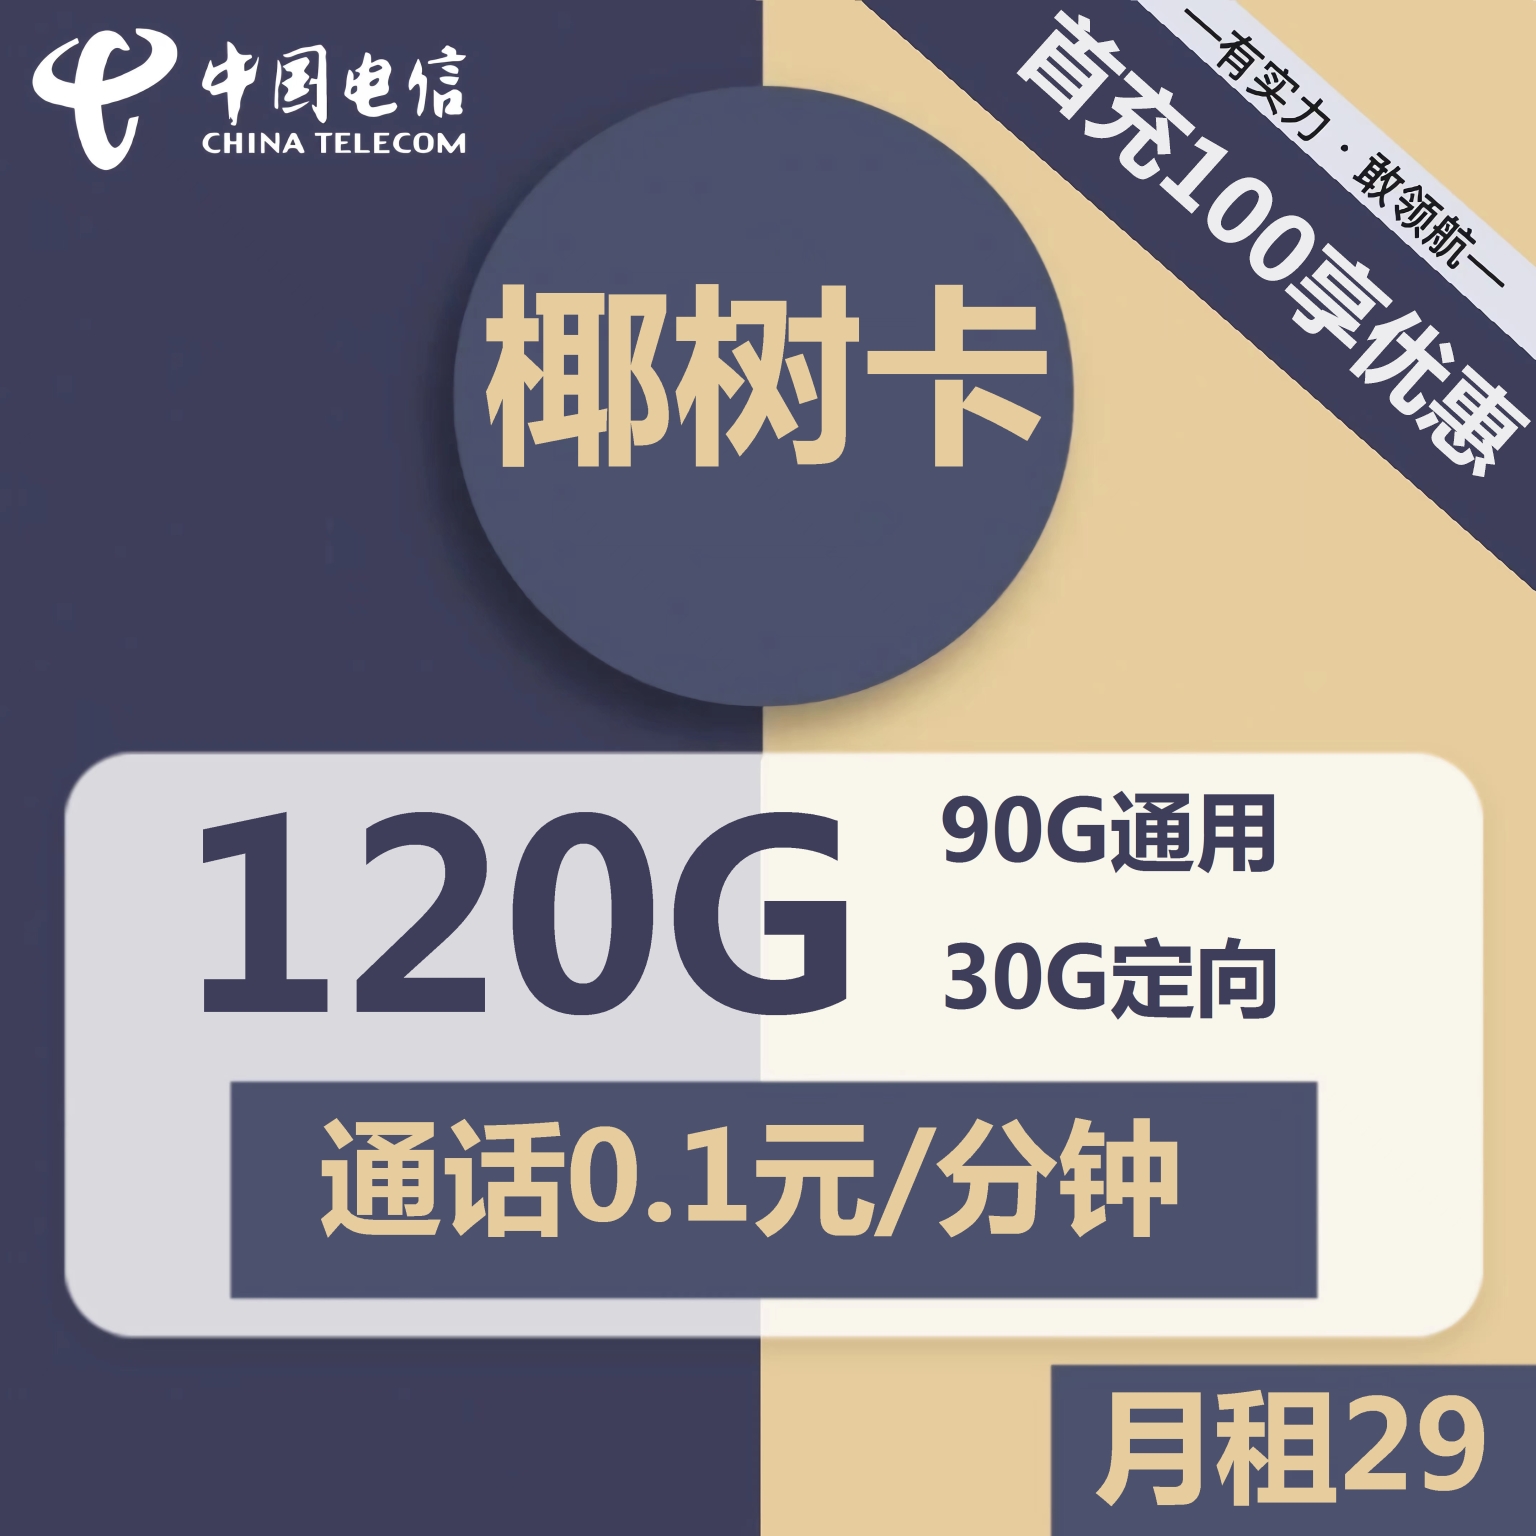 中国电信
CHINA TELECOM
一有实力·敢领航一
首充100享优惠
椰树卡
120G
90G通用
30G定向
通话0.1元/分钟
月租29